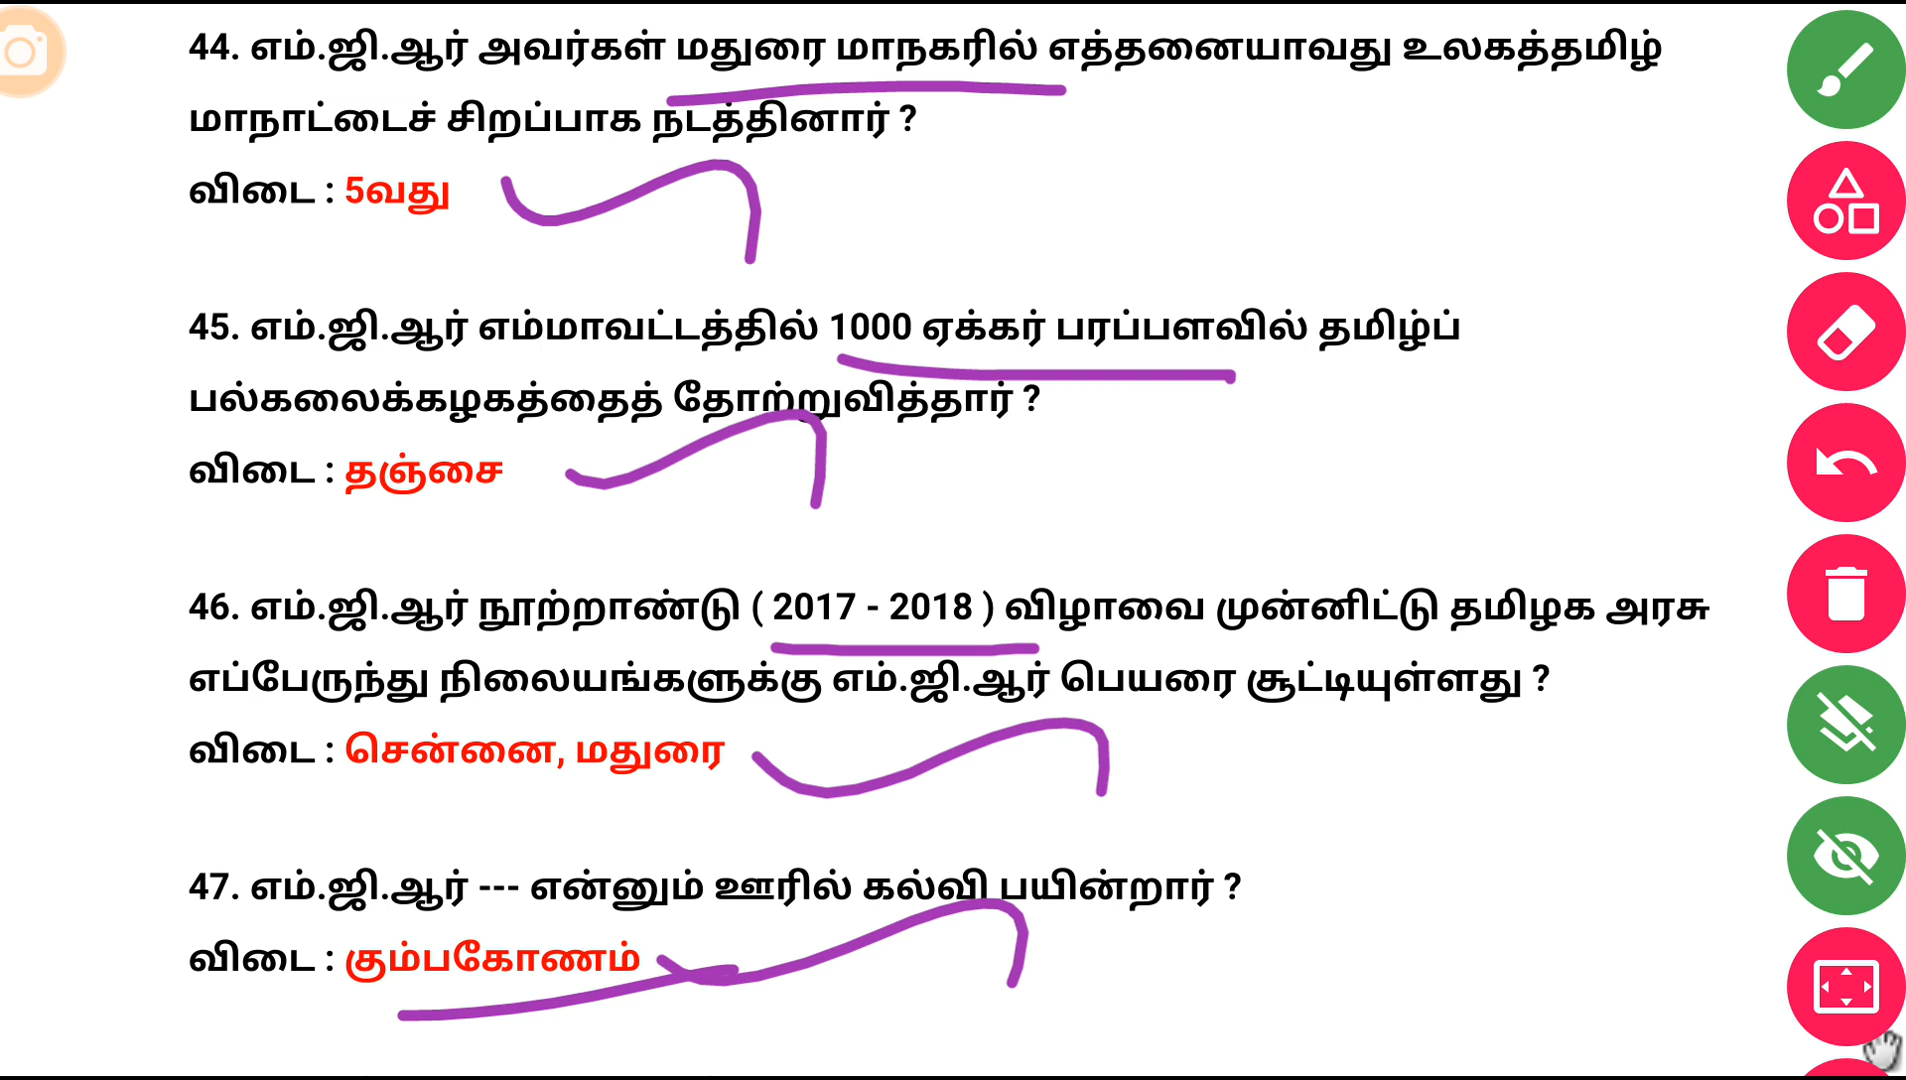 44. எம்.ஜி.ஆர் அவர்கள் மதுரை மாநகரில் எத்தனையாவது உலகத்தமிழ்
மாநாட்டைச் சிறப்பாக நடத்தினார் ?
விடை : 5வது
45. எம்.ஜி.ஆர் எம்மாவட்டத்தில் 1000 ஏக்கர் பரப்பளவில் தமிழ்ப்
பல்கலைக்கழகத்தைத் தோற்றுவித்தார் ?
விடை : தஞ்சை
46. எம்.ஜி.ஆர் நூற்றாண்டு ( 2017 - 2018 ) விழாவை முன்னிட்டு தமிழக அரசு
எப்பேருந்து நிலையங்களுக்கு எம்.ஜி.ஆர் பெயரை சூட்டியுள்ளது ?
விடை : சென்னை, மதுரை
47. எம்.ஜி.ஆர் --- என்னும் ஊரில் கல்வி பயின்றார் ?
விடை : கும்பகோணம்